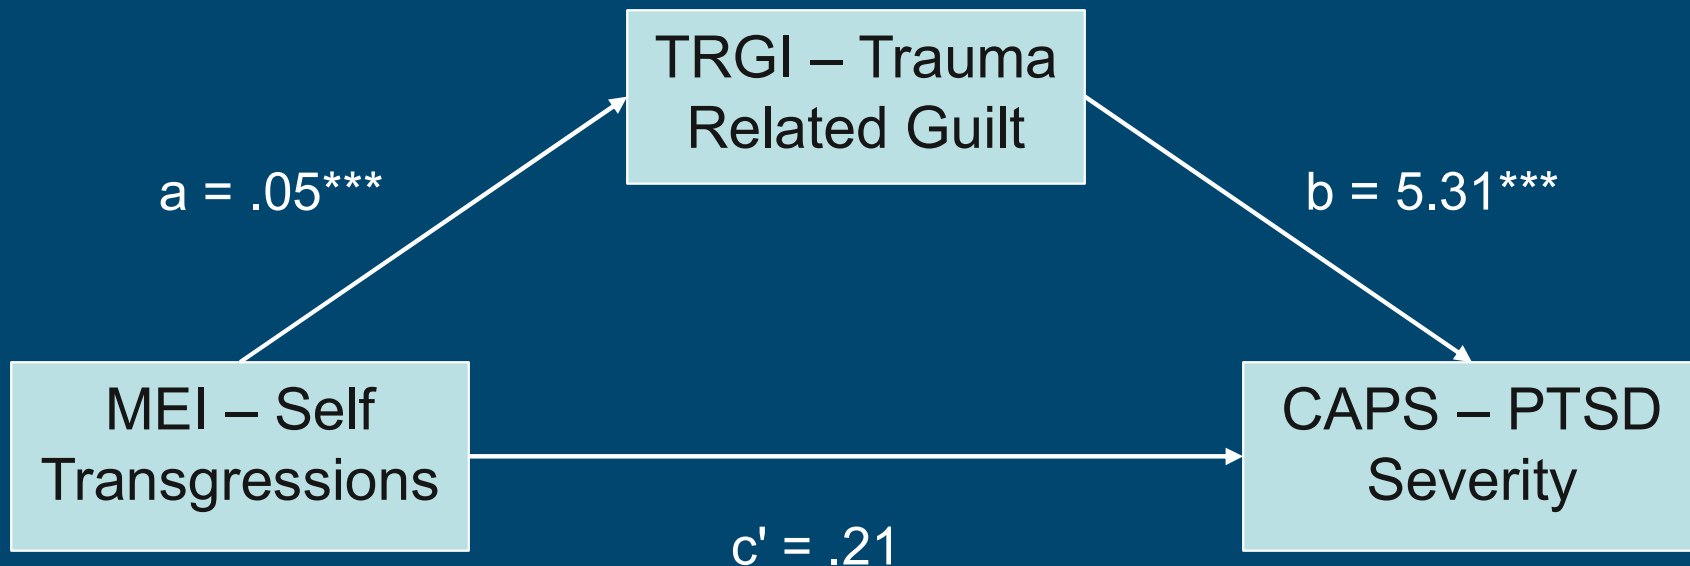 TRGI – Trauma
Related Guilt
a = .05***
b = 5.31***
MEI – Self
Transgressions
CAPS – PTSD
Severity
c' = .21